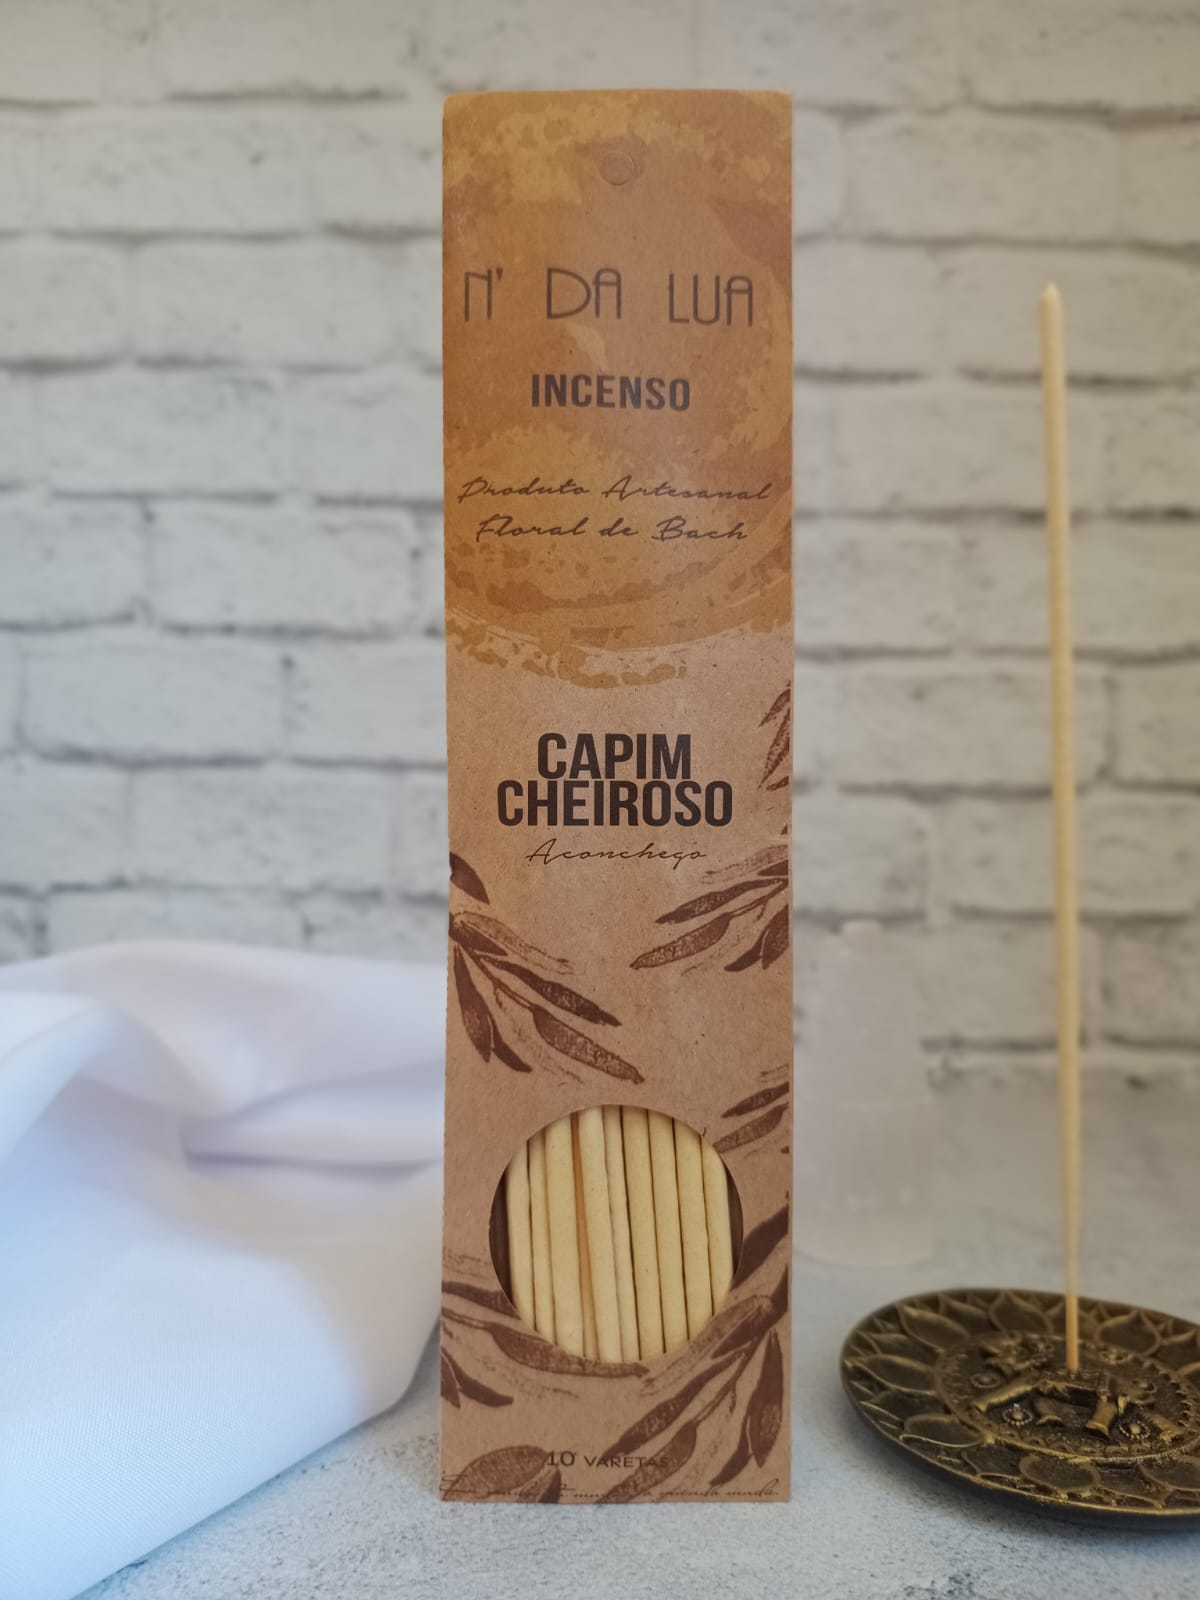 N' DA LUA
INCENSO
Produto Artesanal
Floral de Bach
CAPIM
CHEIROSO
Aconchego
10 VARETAS